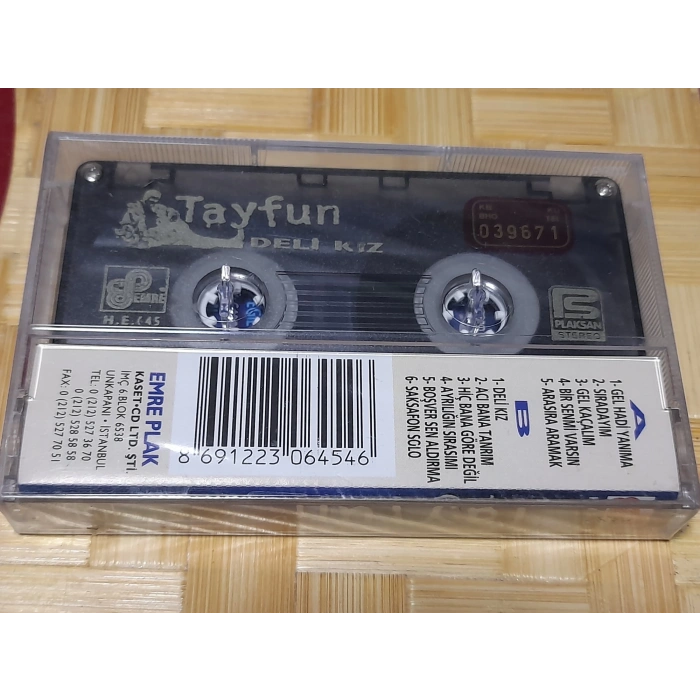 Tayfun
DELİ KIZ
039671
EMRE
H.E. 645
PLAKSAN
STEREO
EMRE PLAK
KASET•CD LTD. ŞTİ.
İMÇ 6.BLOK 6538
UNKAPANI • İSTANBUL
TEL: 0 (212) 527 36 70
0 (212) 528 58 58
FAX: 0 (212) 527 70 51
8 691223 064546
A
1- GEL HADİ YANIMA
2- SIRADAYIM
3- GEL KAÇALIM
4- BİR SENMİ VARSIN
5- ARASIRA ARAMAK
B
1- DELİ KIZ
2- ACI BANA TANRIM
3- HİÇ BANA GÖRE DEĞİL
4- AYRILIĞIN SIRASIMI
5- BOŞVER SEN ALDIRMA
6- SAKSAFON SOLO